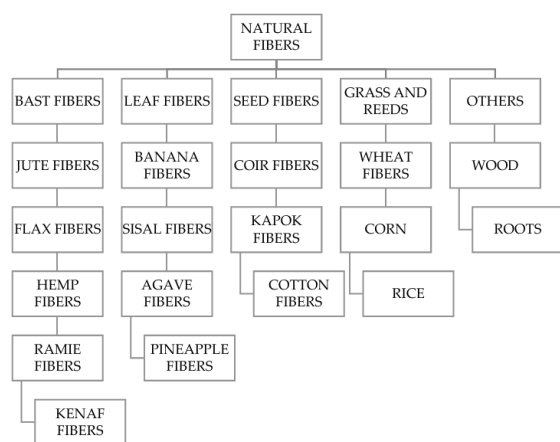 NATURAL
FIBERS
BAST FIBERS
LEAF FIBERS
SEED FIBERS
GRASS AND
REEDS
OTHERS
JUTE FIBERS
BANANA
FIBERS
COIR FIBERS
WHEAT
FIBERS
WOOD
FLAX FIBERS
SISAL FIBERS
KAPOK
FIBERS
CORN
ROOTS
HEMP
FIBERS
AGAVE
FIBERS
COTTON
FIBERS
RICE
RAMIE
FIBERS
PINEAPPLE
FIBERS
KENAF
FIBERS